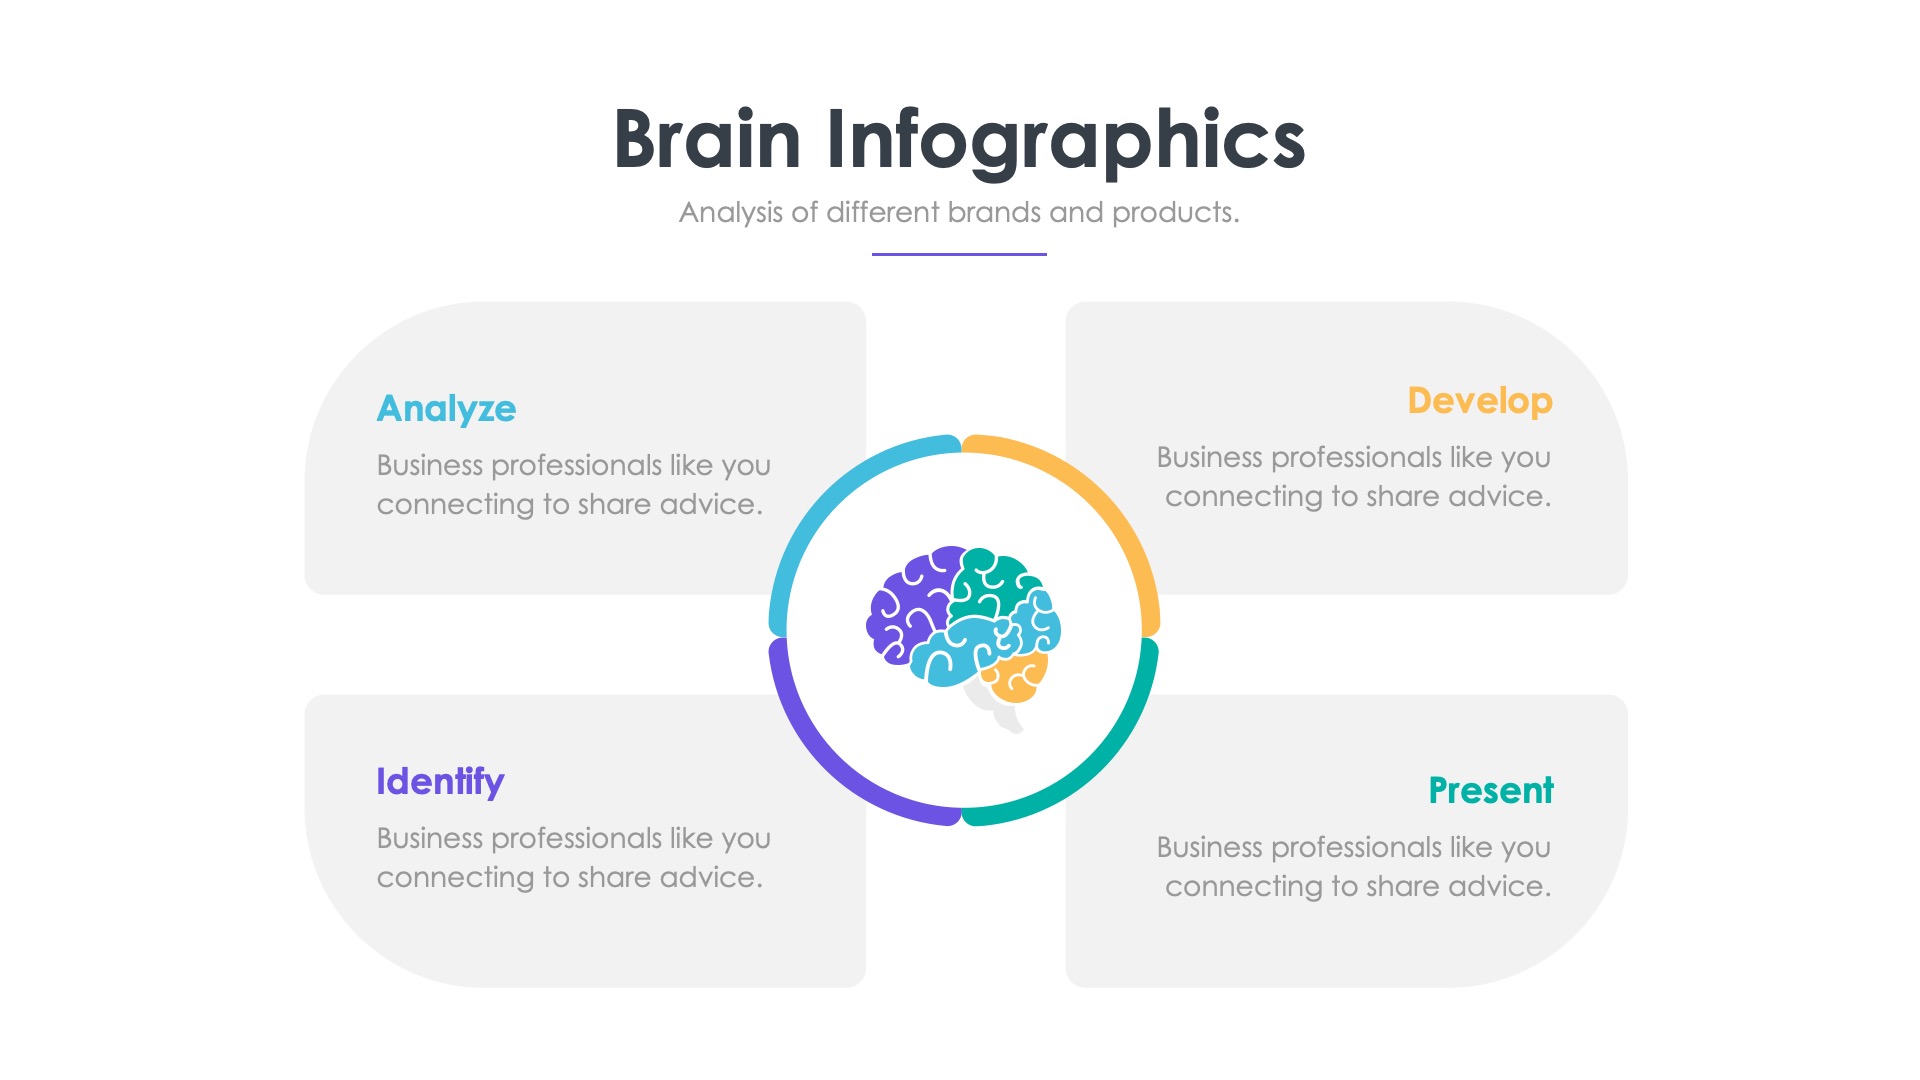 Brain Infographics
Analysis of different brands and products.
Analyze
Business professionals like you
connecting to share advice.
Develop
Business professionals like you
connecting to share advice.
Identify
Business professionals like you
connecting to share advice.
Present
Business professionals like you
connecting to share advice.